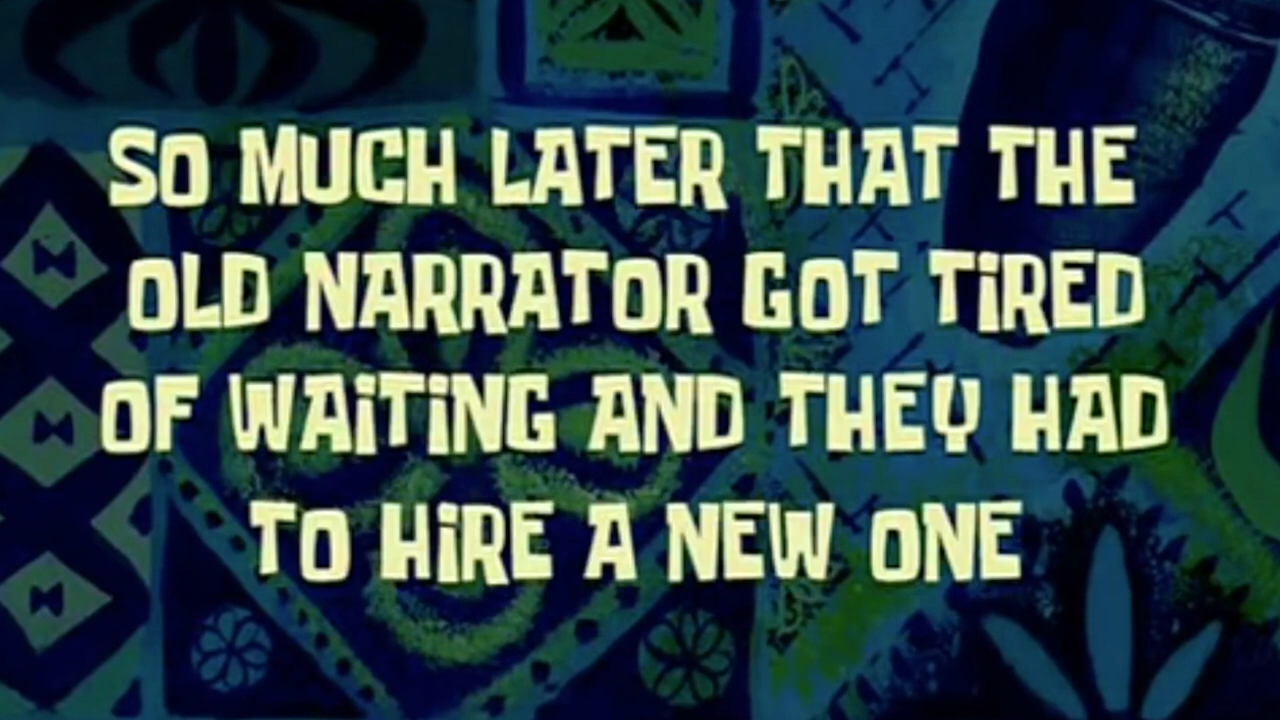 SO MUCH LATER THAT THE
OLD NARRATOR GOT TiRED
OF WAiTiNG AND THEY HAD
TO HiRE A NEW ONE